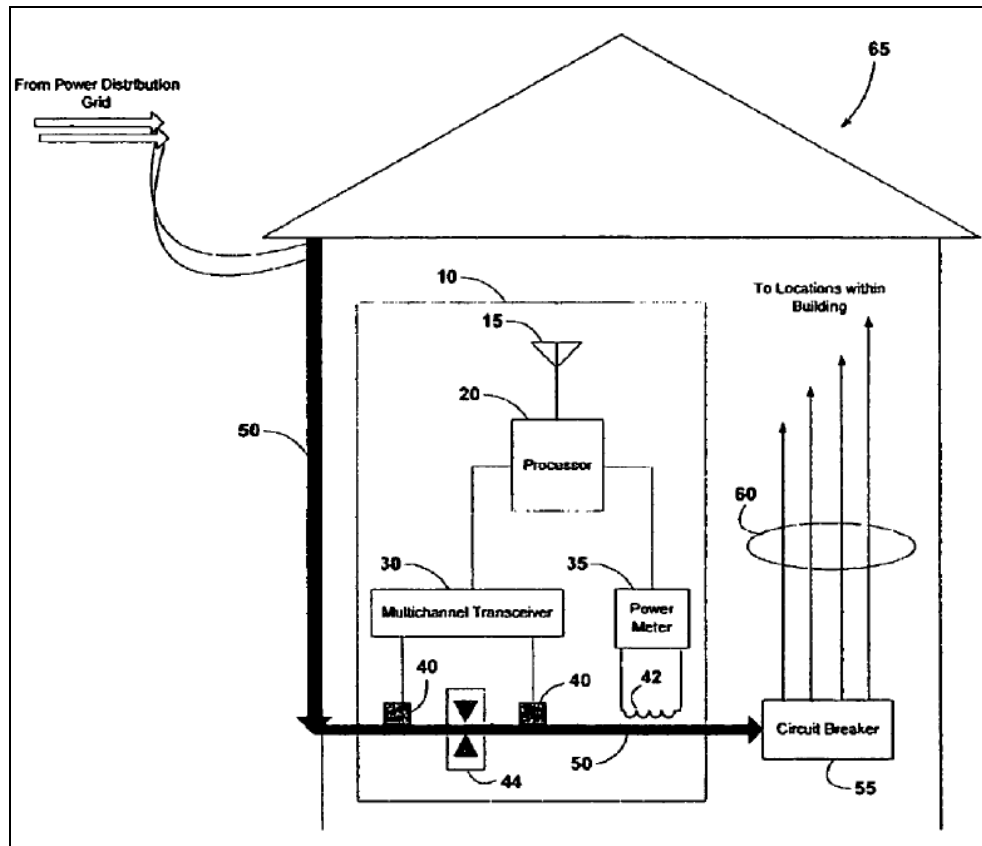 From Power Distribution
Grid
65
10
To Locations within
Building
15
20
50
Processor
60
30
35
Multichannel Transceiver
Power
Meter
40
40
42
Circuit Breaker
44
50
55